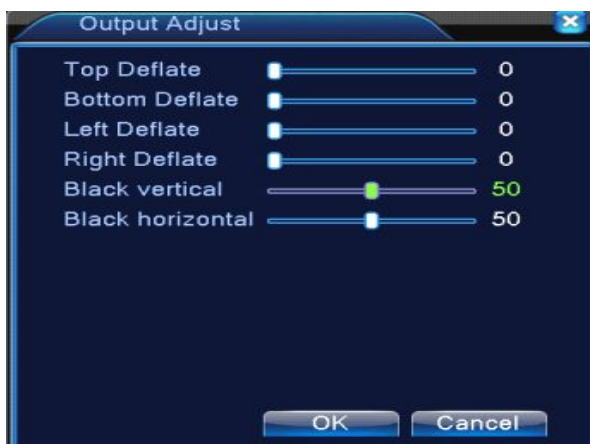 Output Adjust
Top Deflate 0
Bottom Deflate 0
Left Deflate 0
Right Deflate 0
Black vertical 50
Black horizontal 50
OK Cancel